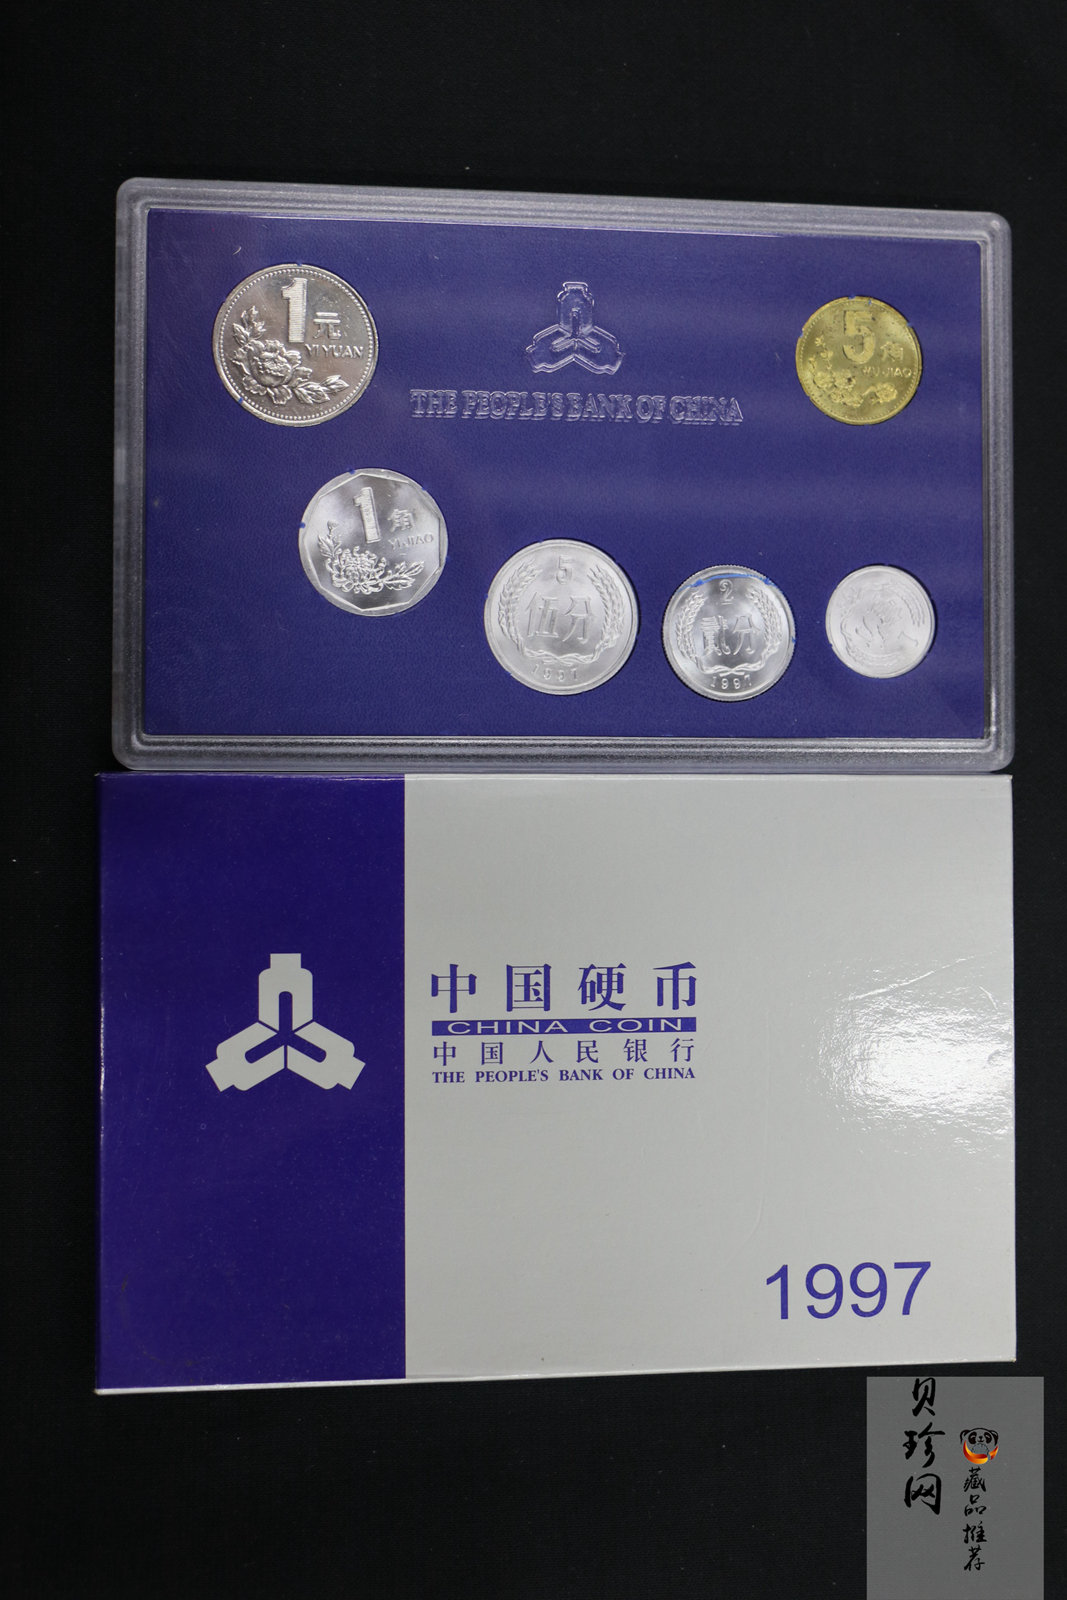 1元
YI YUAN
THE PEOPLE'S BANK OF CHINA
5角
WU JIAO
1角
YI JIAO
5
伍分
1997
2
贰分
1997
中国硬币
CHINA COIN
中国人民银行
THE PEOPLE'S BANK OF CHINA
1997
贝珍网
藏品推荐